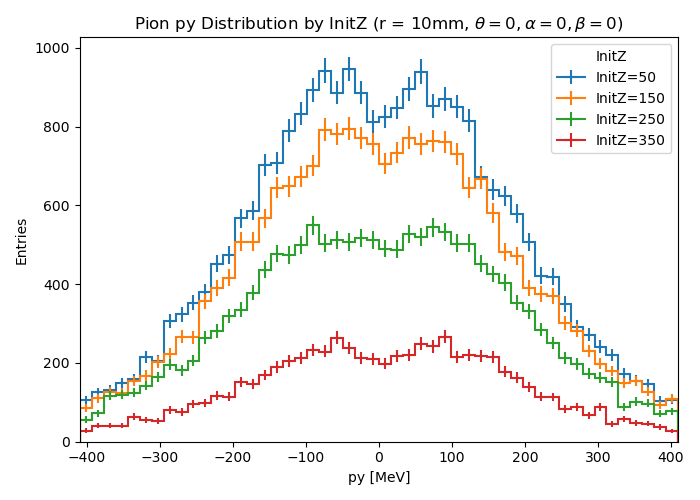 Pion py Distribution by InitZ (r = 10mm, θ = 0, α = 0, β = 0)
Entries
1000
800
600
400
200
0
InitZ
InitZ=50
InitZ=150
InitZ=250
InitZ=350
−400 −300 −200 −100 0 100 200 300 400
py [MeV]